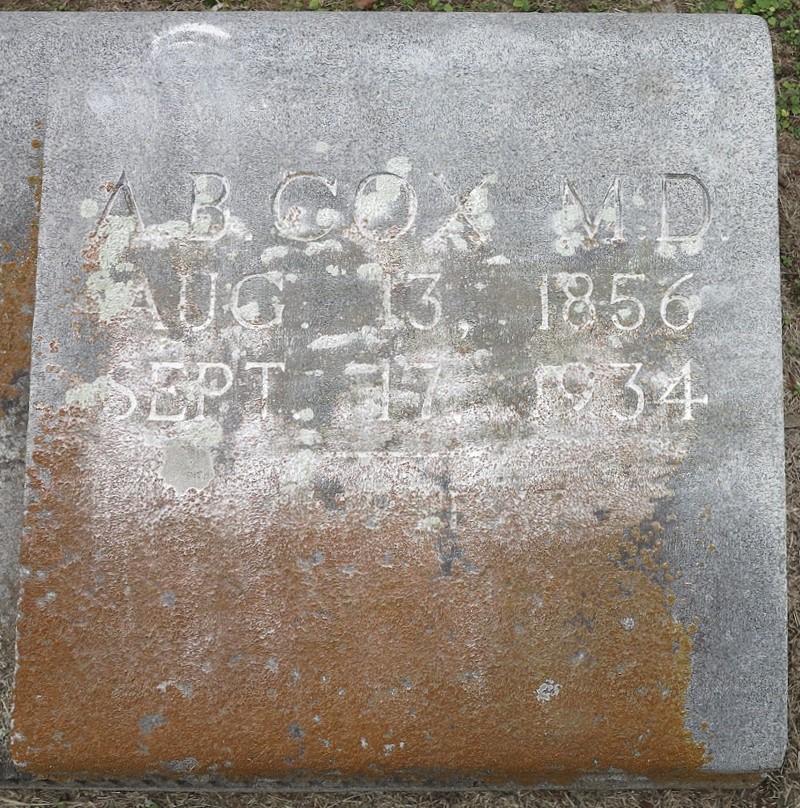 A.B. COX M.D.
AUG. 13, 1856
SEPT. 17, 1934